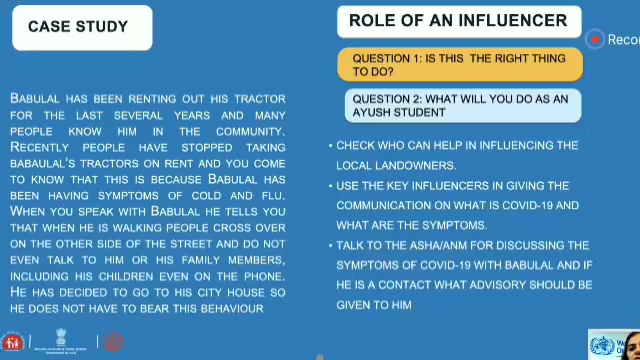 CASE STUDY
BABULAL HAS BEEN RENTING OUT HIS TRACTOR
FOR THE LAST SEVERAL YEARS AND MANY
PEOPLE KNOW HIM IN THE COMMUNITY.
RECENTLY PEOPLE HAVE STOPPED TAKING
BABAULAL'S TRACTORS ON RENT AND YOU COME
TO KNOW THAT THIS IS BECAUSE BABULAL HAS
BEEN HAVING SYMPTOMS OF COLD AND FLU.
WHEN YOU SPEAK WITH BABULAL HE TELLS YOU
THAT WHEN HE IS WALKING PEOPLE CROSS OVER
ON THE OTHER SIDE OF THE STREET AND DO NOT
EVEN TALK TO HIM OR HIS FAMILY MEMBERS,
INCLUDING HIS CHILDREN EVEN ON THE PHONE.
HE HAS DECIDED TO GO TO HIS CITY HOUSE SO
HE DOES NOT HAVE TO BEAR THIS BEHAVIOUR
ROLE OF AN INFLUENCER
Recor
QUESTION 1: IS THIS THE RIGHT THING
TO DO?
QUESTION 2: WHAT WILL YOU DO AS AN
AYUSH STUDENT
• CHECK WHO CAN HELP IN INFLUENCING THE
LOCAL LANDOWNERS.
• USE THE KEY INFLUENCERS IN GIVING THE
COMMUNICATION ON WHAT IS COVID-19 AND
WHAT ARE THE SYMPTOMS.
• TALK TO THE ASHA/ANM FOR DISCUSSING THE
SYMPTOMS OF COVID-19 WITH BABULAL AND IF
HE IS A CONTACT WHAT ADVISORY SHOULD BE
GIVEN TO HIM